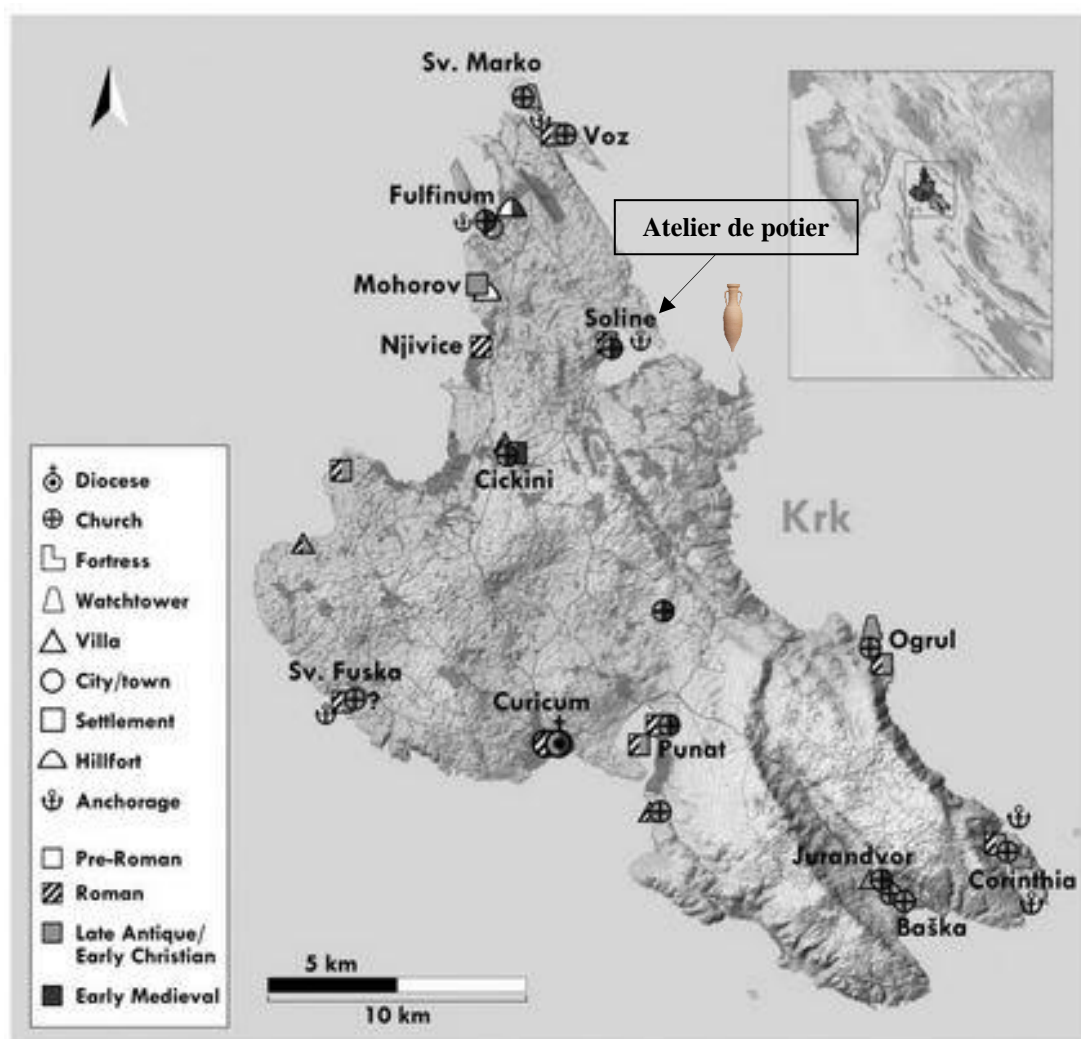 Sv. Marko
Voz
Fulfinum
Atelier de potier
Mohorov
Soline
Njivice
Cickini
Krk
Ogrul
Sv. Fuska
?
Curicum
Punat
Jurandvor
Corinthia
Baška
Diocese
Church
Fortress
Watchtower
Villa
City/town
Settlement
Hillfort
Anchorage
Pre-Roman
Roman
Late Antique/
Early Christian
Early Medieval
5 km
10 km